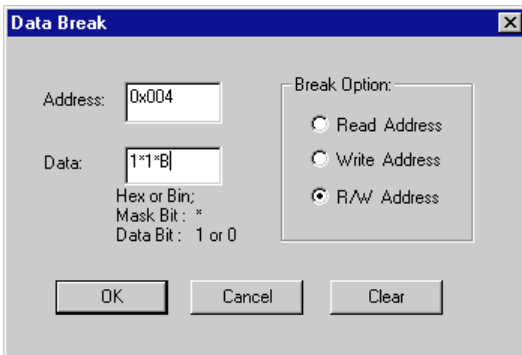 Data Break
Address:
0x004
Data:
1*1*B
Hex or Bin;
Mask Bit : *
Data Bit : 1 or 0
Break Option:
Read Address
Write Address
R/W Address
OK
Cancel
Clear